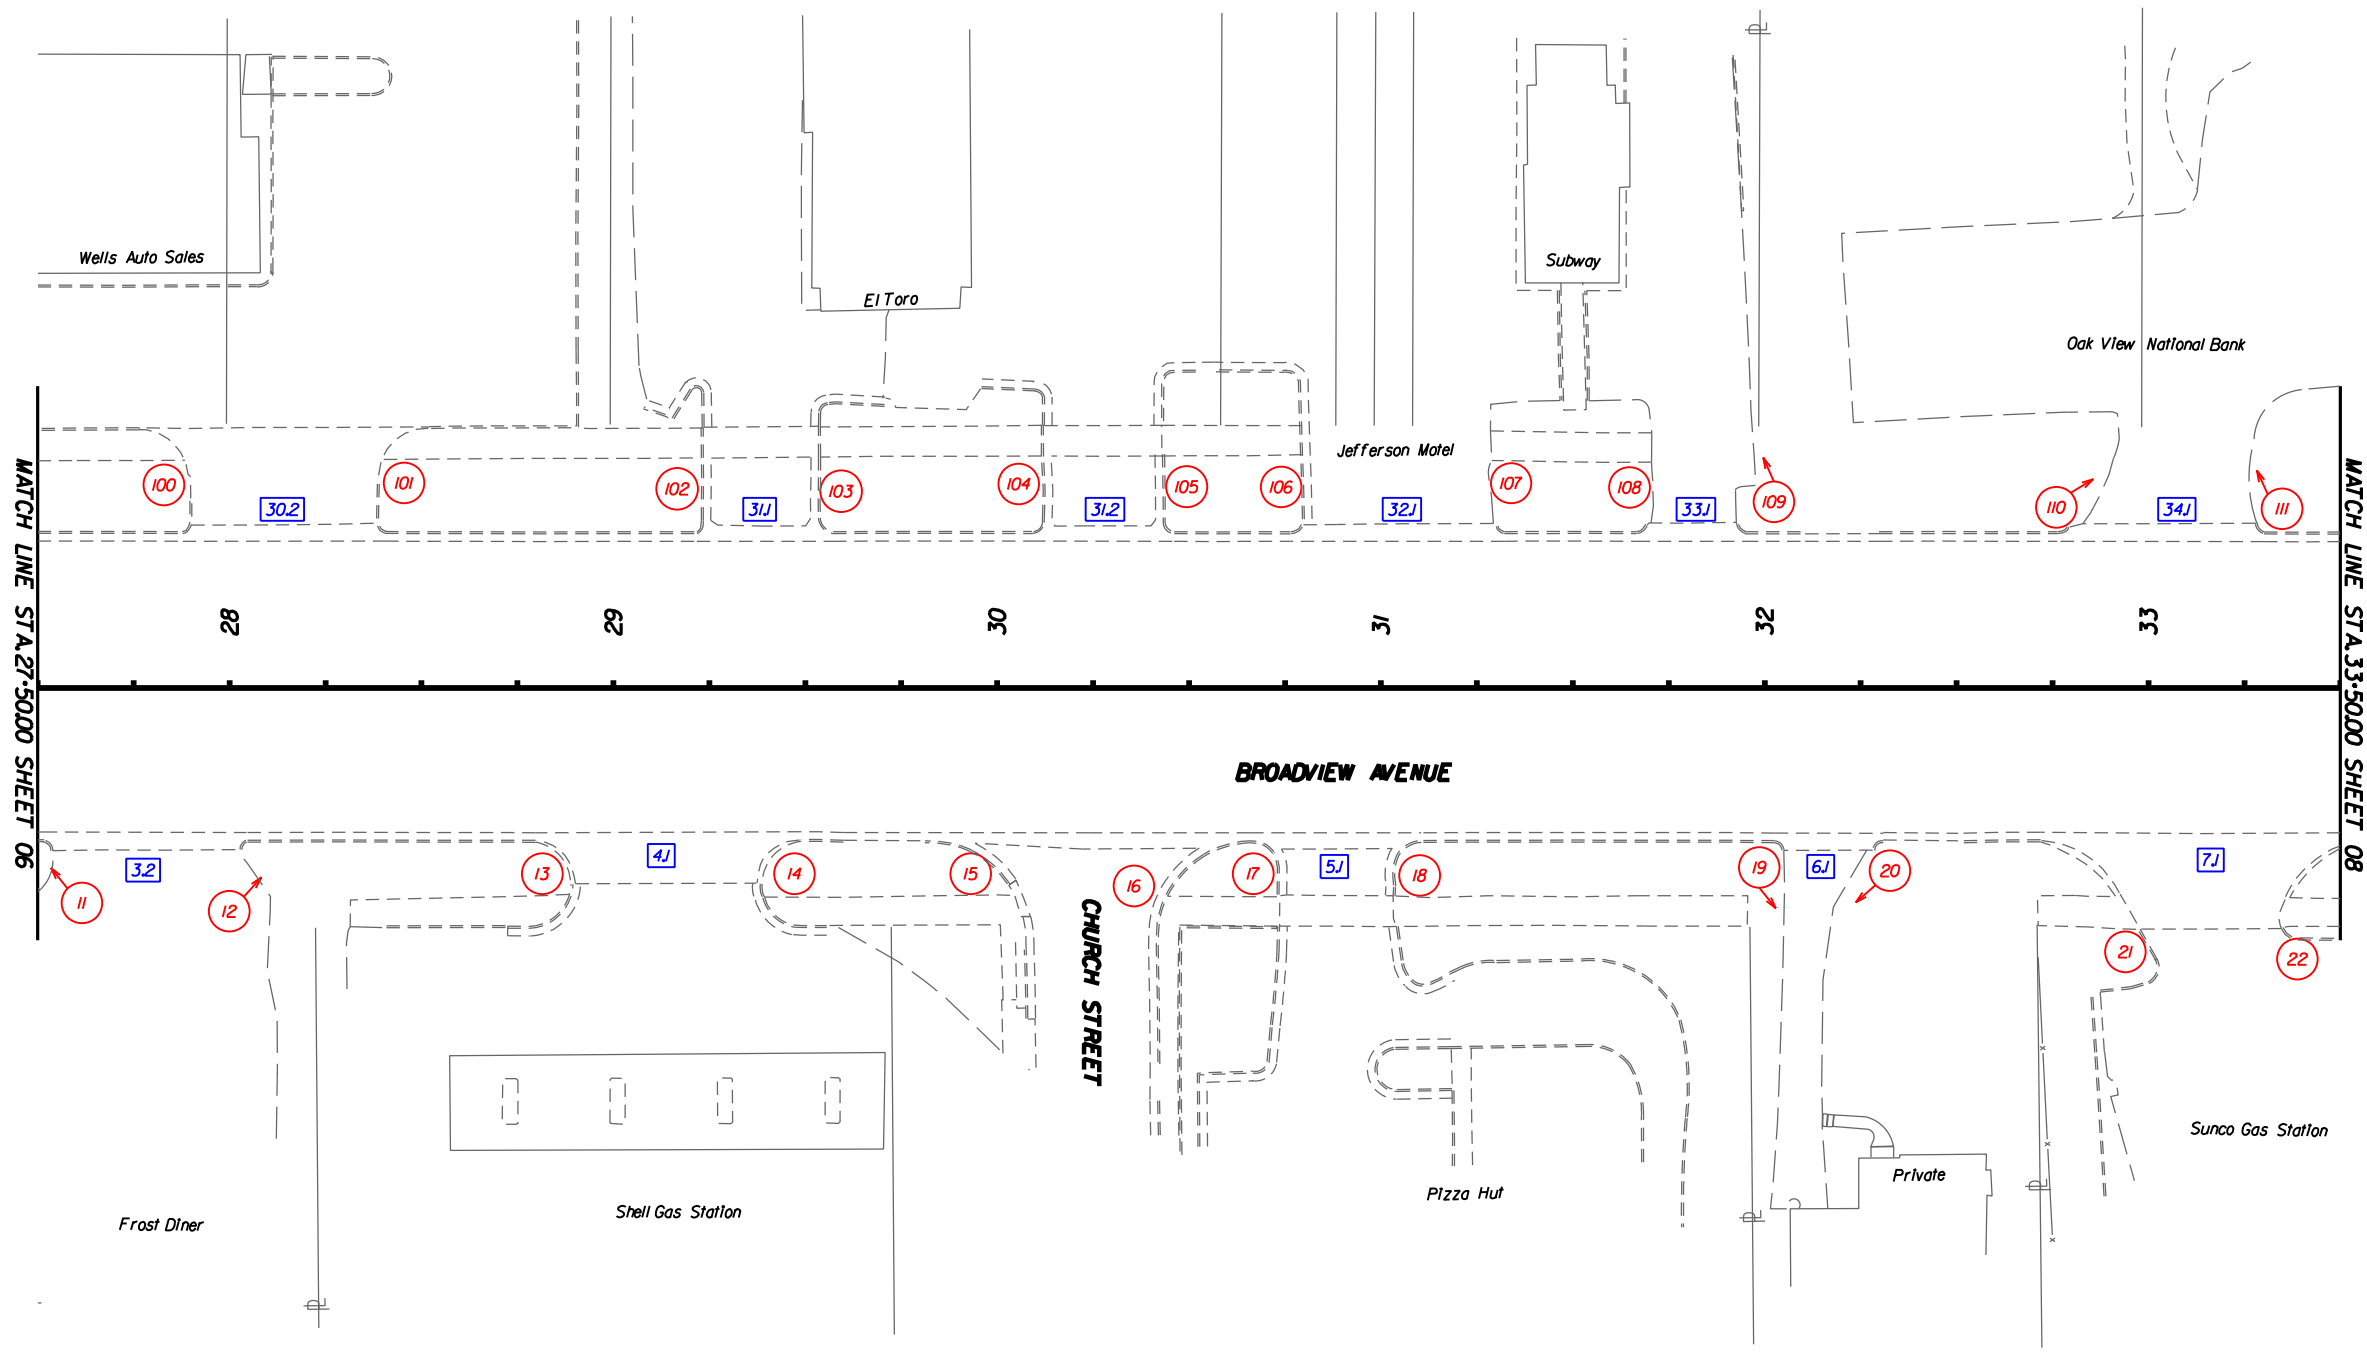 Wells Auto Sales
El Toro
Subway
Oak View National Bank
Jefferson Motel
100
30.2
101
102
31.1
103
104
31.2
105
106
32.1
107
108
33.1
109
110
34.1
111
MATCH LINE STA.27+50.00 SHEET 06
28
29
30
31
32
33
MATCH LINE STA.33+50.00 SHEET 08
BROADVIEW AVENUE
11
3.2
12
13
4.1
14
15
16
17
5.1
18
19
6.1
20
21
7.1
22
CHURCH STREET
Frost Diner
Shell Gas Station
Pizza Hut
Private
Sunco Gas Station
PL
PL
PL
PL